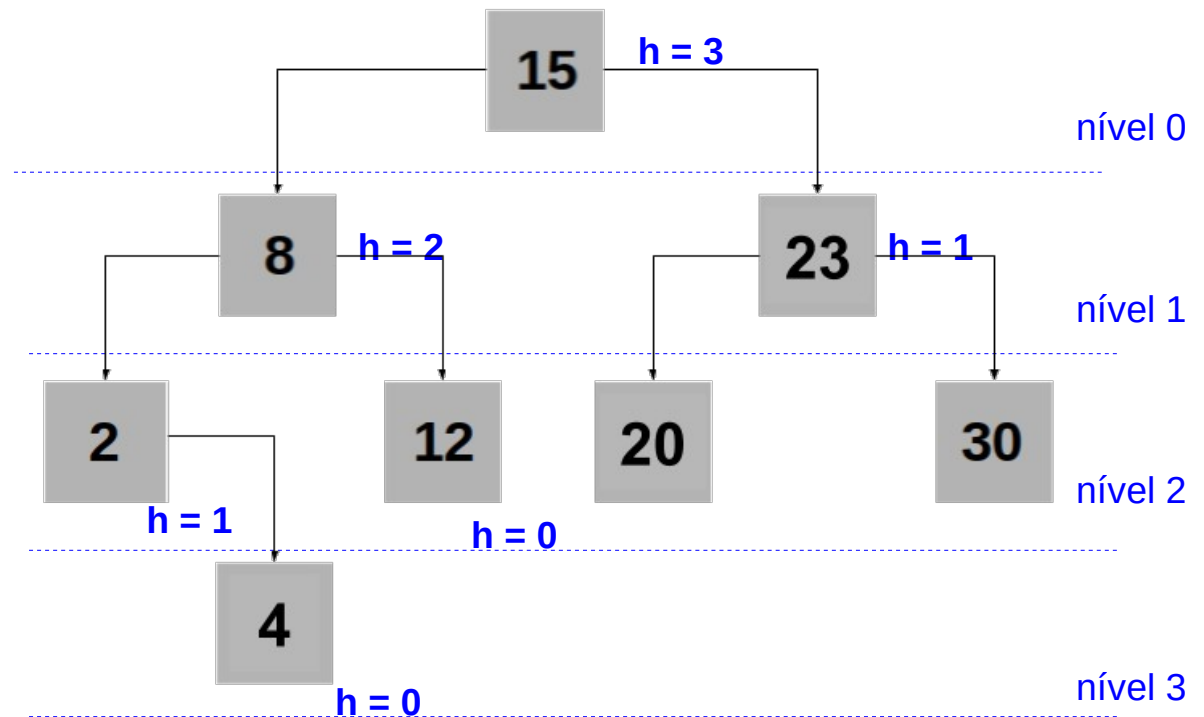 15
h = 3
nível 0
8
h = 2
23
h = 1
nível 1
2
12
20
30
nível 2
h = 1
h = 0
4
nível 3
h = 0